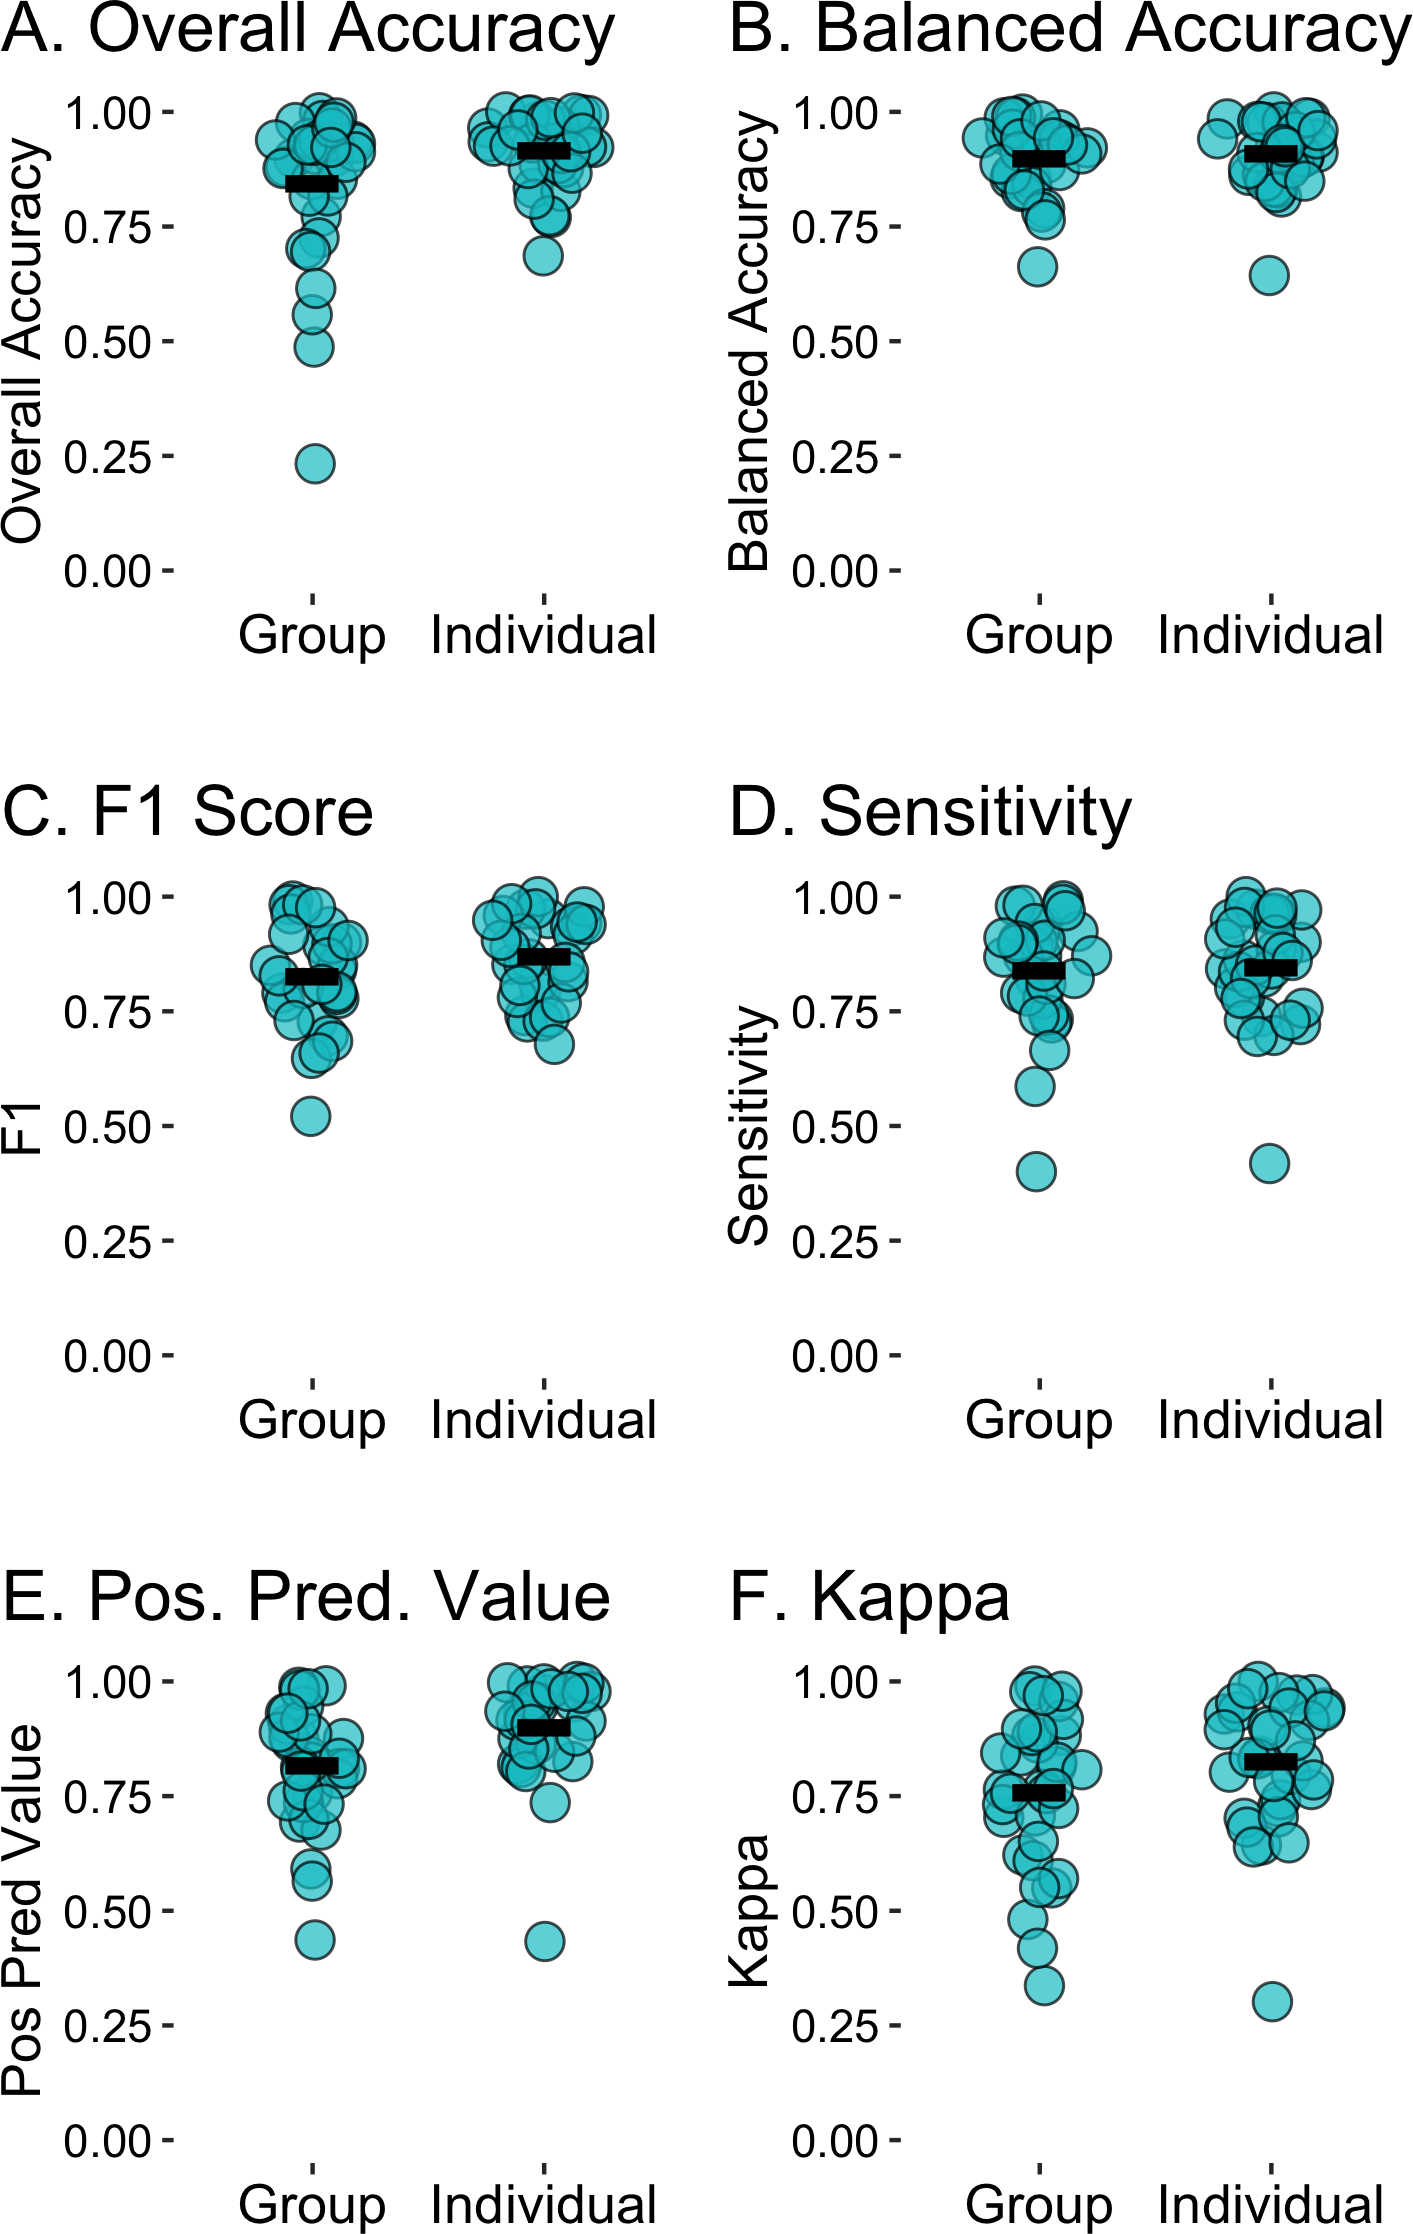 A. Overall Accuracy
Overall Accuracy
1.00
0.75
0.50
0.25
0.00
Group Individual
B. Balanced Accuracy
Balanced Accuracy
1.00
0.75
0.50
0.25
0.00
Group Individual
C. F1 Score
F1
1.00
0.75
0.50
0.25
0.00
Group Individual
D. Sensitivity
Sensitivity
1.00
0.75
0.50
0.25
0.00
Group Individual
E. Pos. Pred. Value
Pos Pred Value
1.00
0.75
0.50
0.25
0.00
Group Individual
F. Kappa
Kappa
1.00
0.75
0.50
0.25
0.00
Group Individual